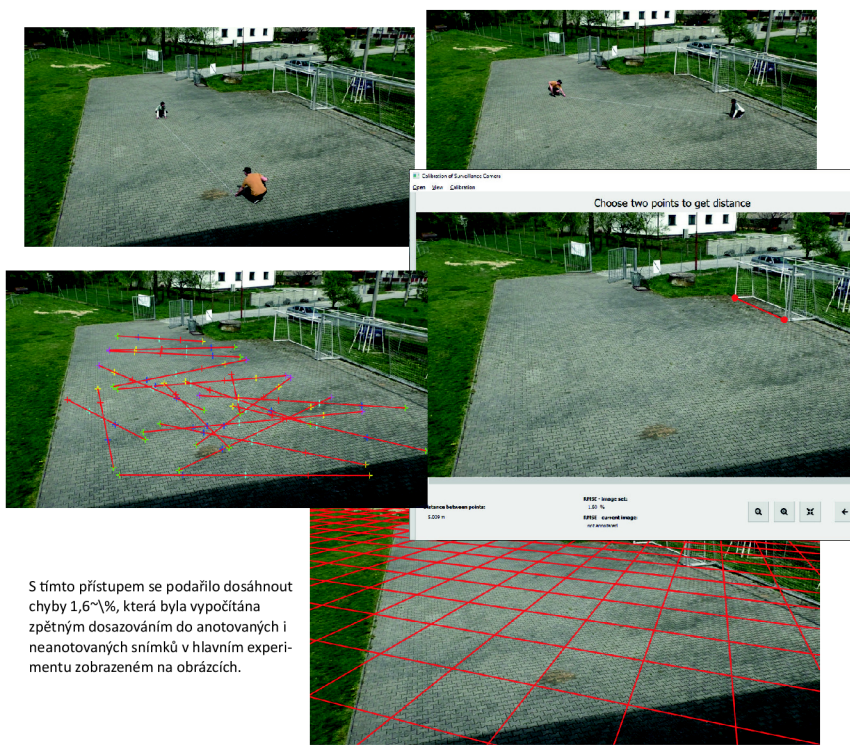 Calibration of Surveillance Camera
Open View Calibration
Choose two points to get distance
RMSE - image set:
Distance between points:
RMSE - current image:
not annotated
S tímto přístupem se podařilo dosáhnout
chyby 1,6~\%, která byla vypočítána
zpětným dosazováním do anotovaných i
neanotovaných snímků v hlavním experi-
mentu zobrazeném na obrázcích.